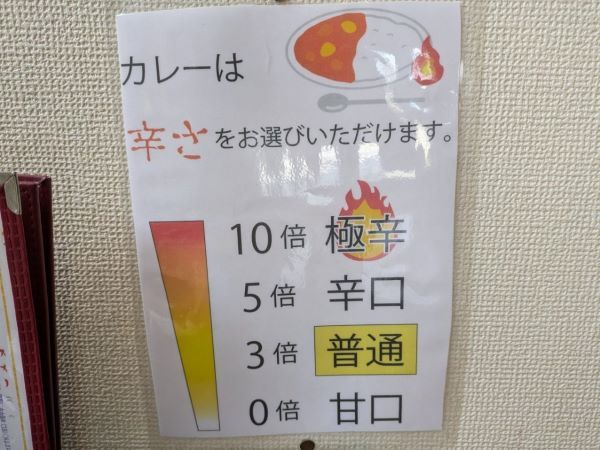 カレーは
辛さをお選びいただけます。
10倍 極辛
5倍 辛口
3倍 普通
0倍 甘口